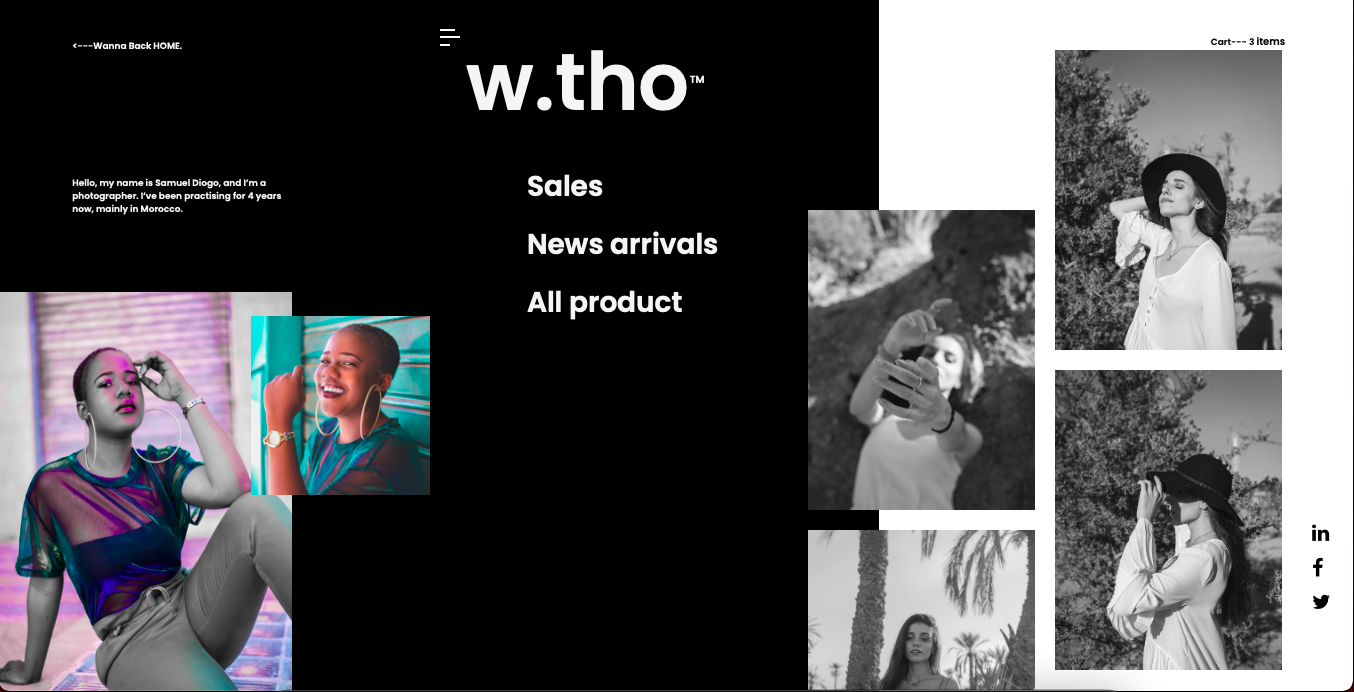 <---Wanna Back HOME.
Cart--- 3 items
w.tho™
Hello, my name is Samuel Diogo, and I'm a
photographer. I've been practising for 4 years
now, mainly in Morocco.
Sales
News arrivals
All product
in
f